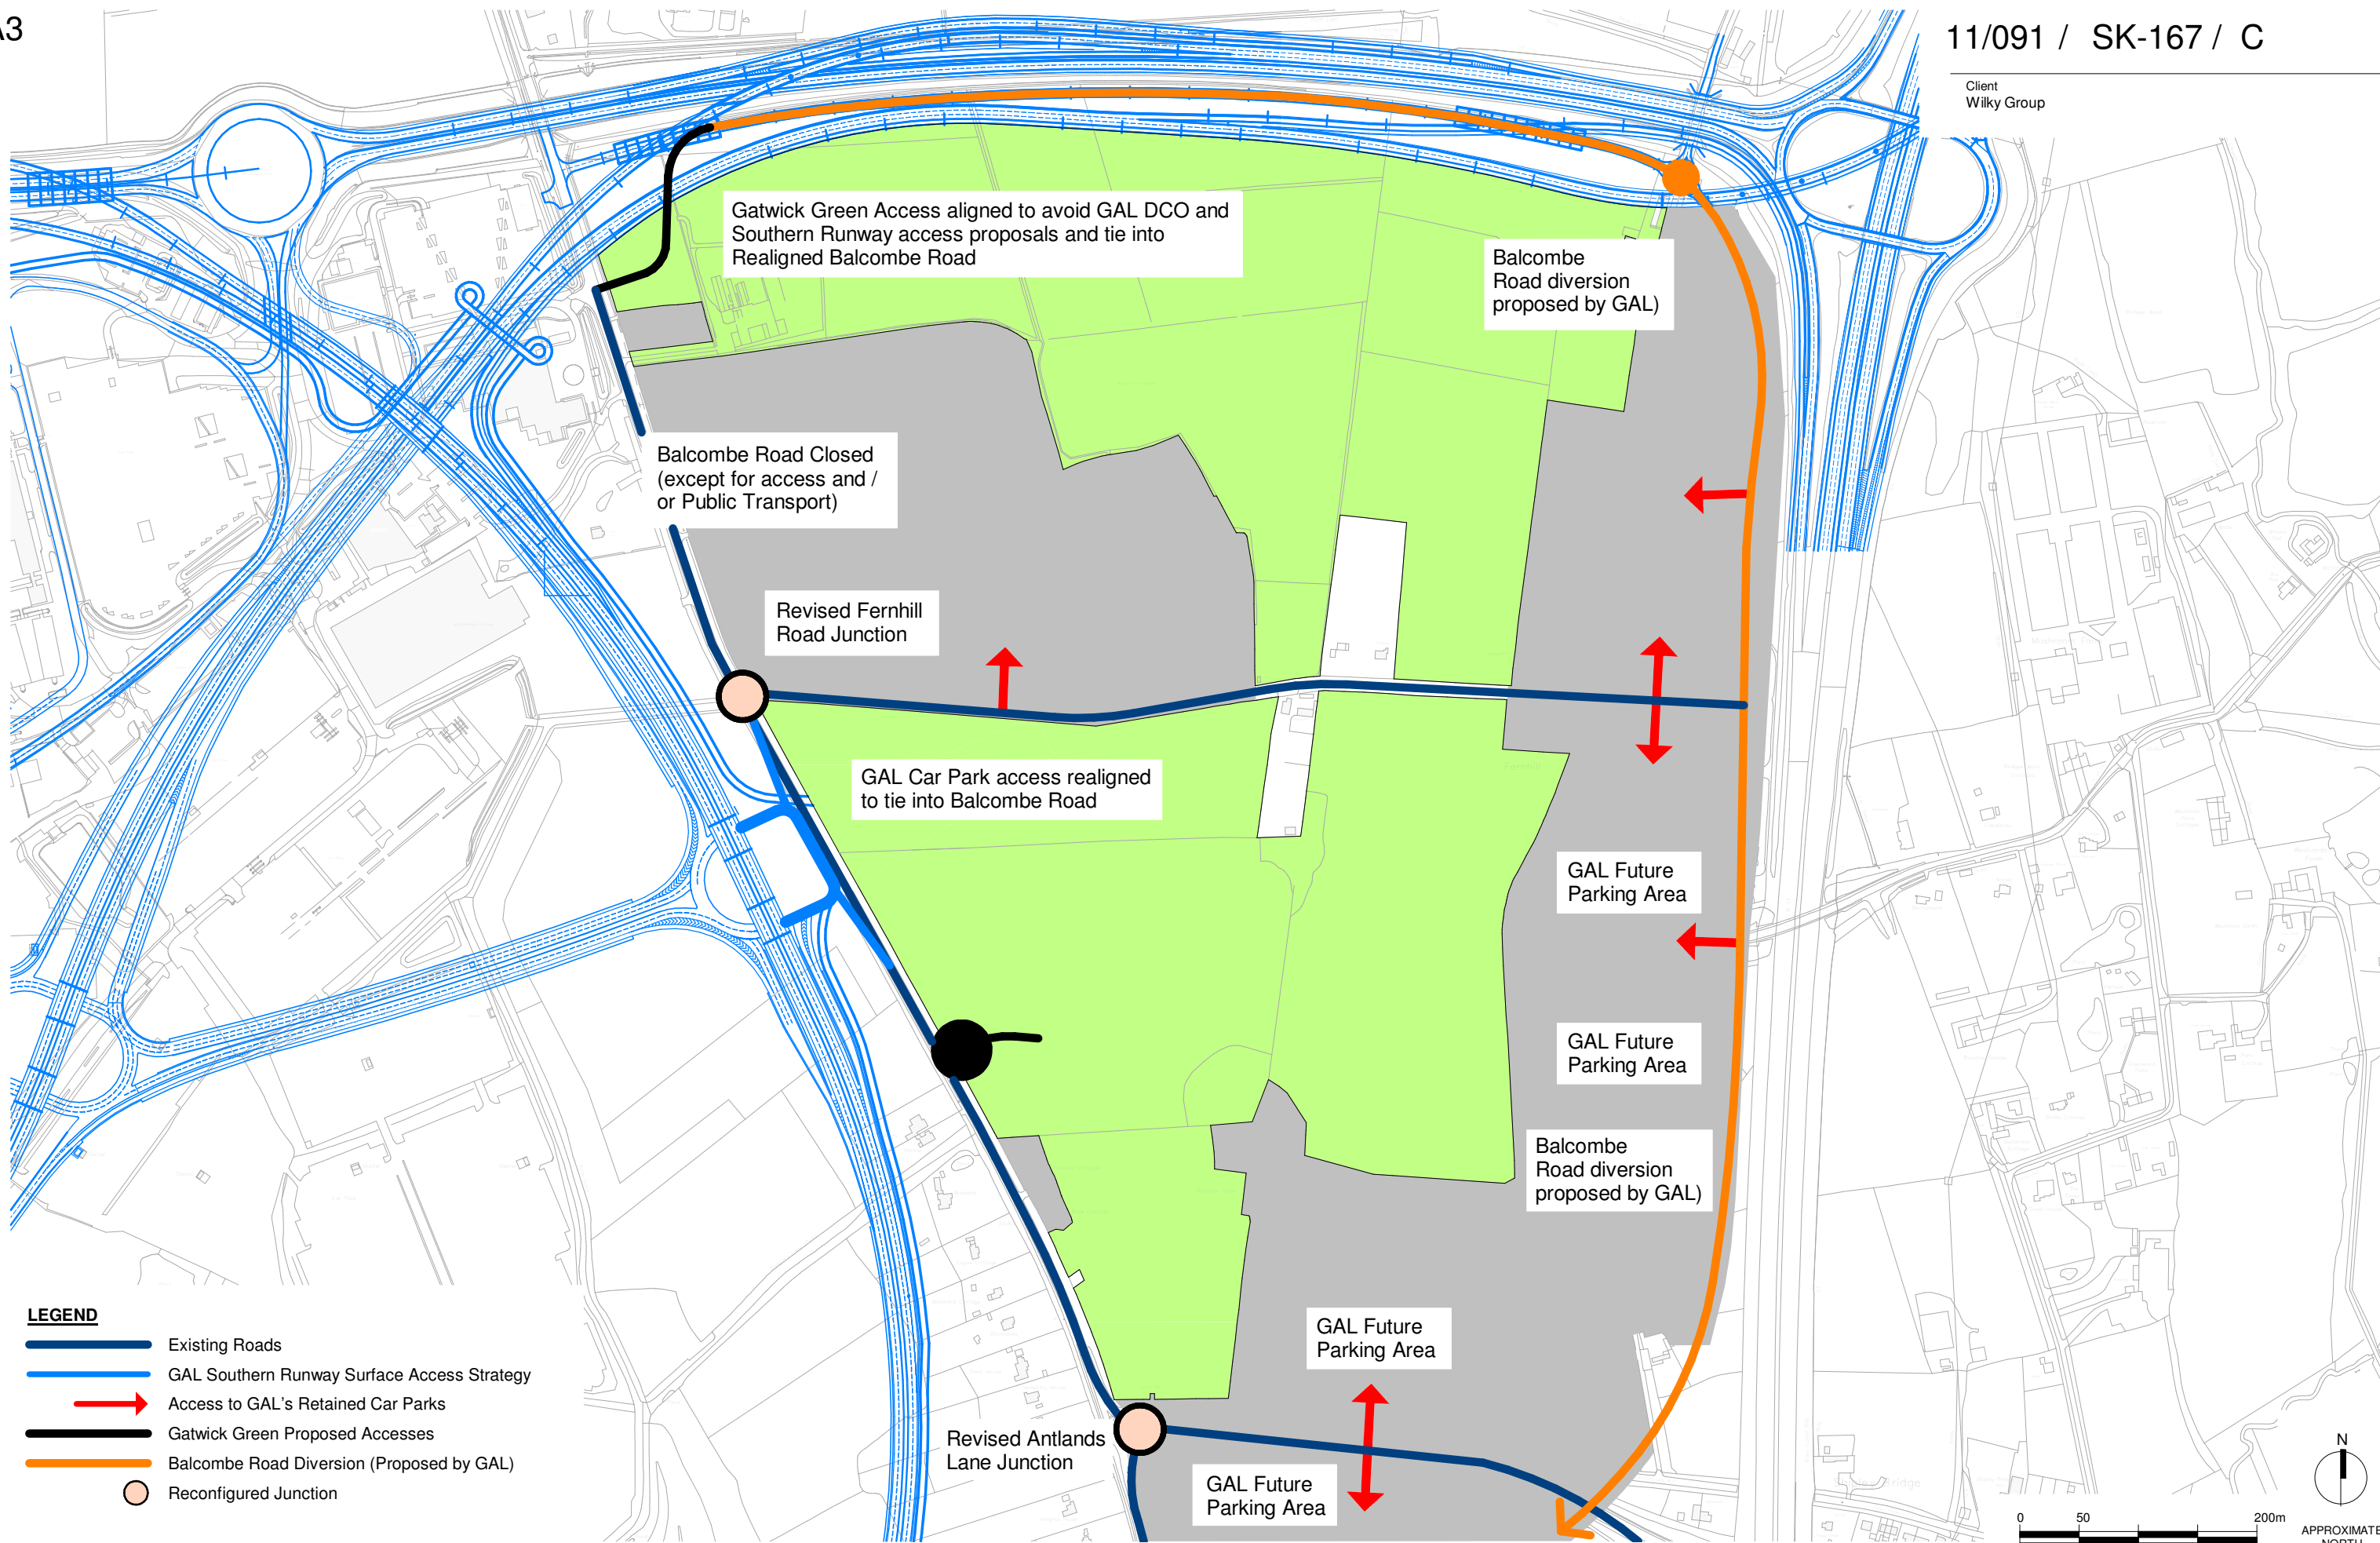 A3
11/091 / SK-167 / C
Client
Wilky Group
Gatwick Green Access aligned to avoid GAL DCO and
Southern Runway access proposals and tie into
Realigned Balcombe Road
Balcombe
Road diversion
proposed by GAL)
Balcombe Road Closed
(except for access and /
or Public Transport)
Revised Fernhill
Road Junction
GAL Car Park access realigned
to tie into Balcombe Road
Fernhill
GAL Future
Parking Area
GAL Future
Parking Area
Balcombe
Road diversion
proposed by GAL)
GAL Future
Parking Area
Revised Antlands
Lane Junction
GAL Future
Parking Area
LEGEND
Existing Roads
GAL Southern Runway Surface Access Strategy
Access to GAL's Retained Car Parks
Gatwick Green Proposed Accesses
Balcombe Road Diversion (Proposed by GAL)
Reconfigured Junction
N
0 50 200m
APPROXIMATE
NORTH